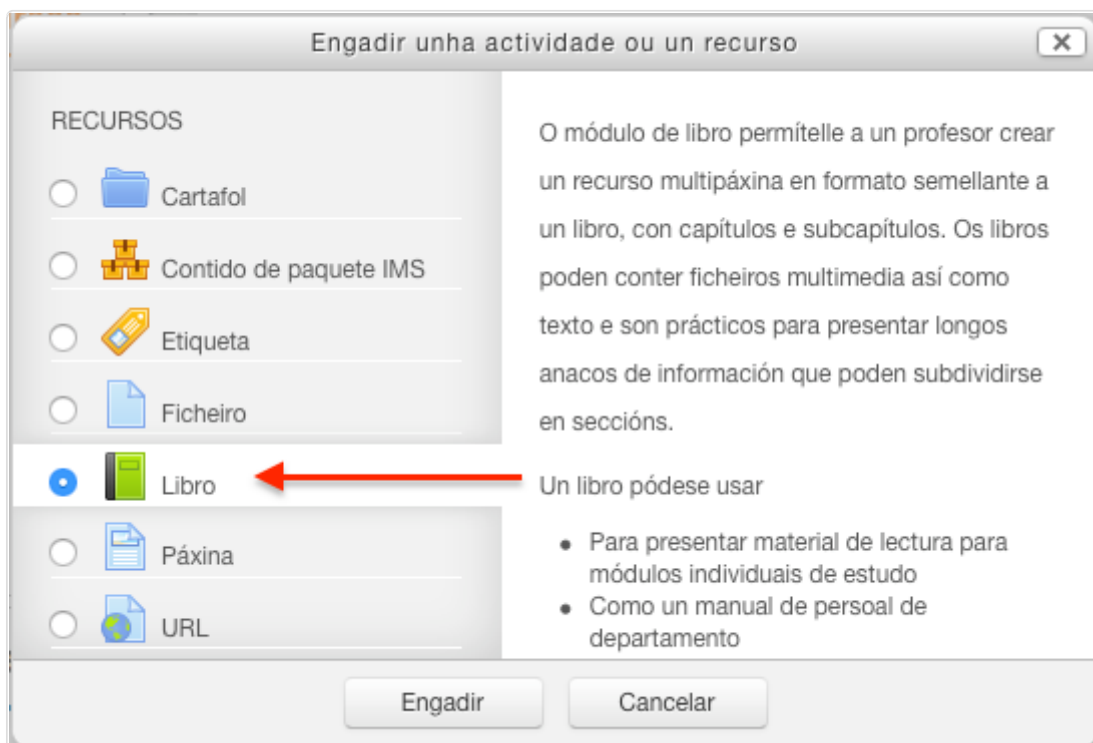 Engadir unha actividade ou un recurso
RECURSOS
Cartafol
Contido de paquete IMS
Etiqueta
Ficheiro
Libro
Páxina
URL
O módulo de libro permítelle a un profesor crear
un recurso multipáxina en formato semellante a
un libro, con capítulos e subcapítulos. Os libros
poden conter ficheiros multimedia así como
texto e son prácticos para presentar longos
anacos de información que poden subdividirse
en seccións.
Un libro pódese usar
• Para presentar material de lectura para
módulos individuais de estudo
• Como un manual de persoal de
departamento
Engadir
Cancelar